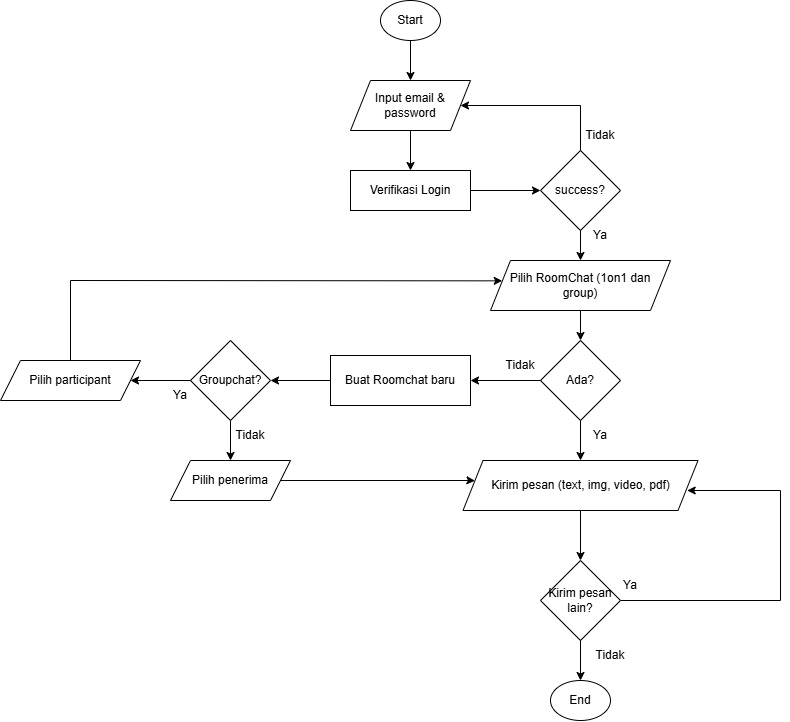 Start
Input email &
password
Tidak
Verifikasi Login
success?
Ya
Pilih RoomChat (1on1 dan
group)
Pilih participant
Ya
Groupchat?
Buat Roomchat baru
Tidak
Ada?
Tidak
Ya
Pilih penerima
Kirim pesan (text, img, video, pdf)
Kirim pesan
lain?
Ya
Tidak
End